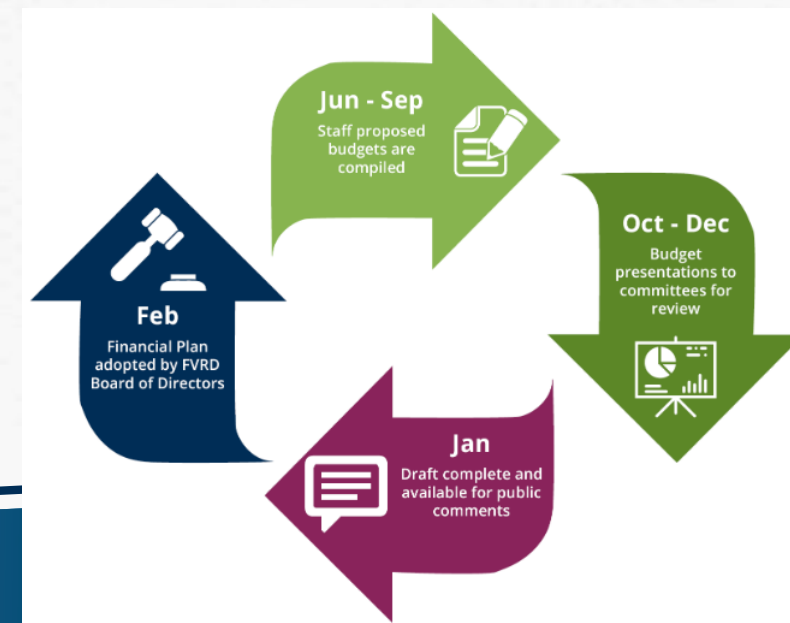 Jun - Sep
Staff proposed
budgets are
compiled
Oct - Dec
Budget
presentations to
committees for
review
Jan
Draft complete and
available for public
comments
Feb
Financial Plan
adopted by FVRD
Board of Directors